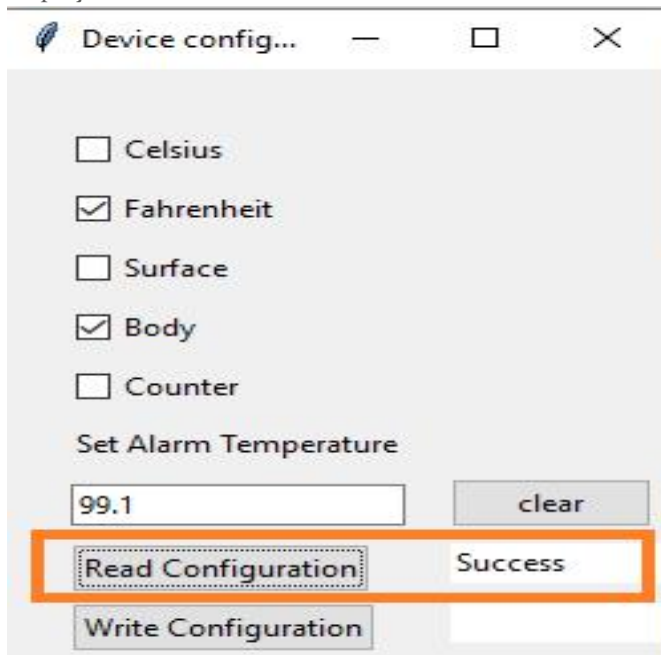 Device config...
Celsius
Fahrenheit
Surface
Body
Counter
Set Alarm Temperature
99.1 clear
Read Configuration Success
Write Configuration